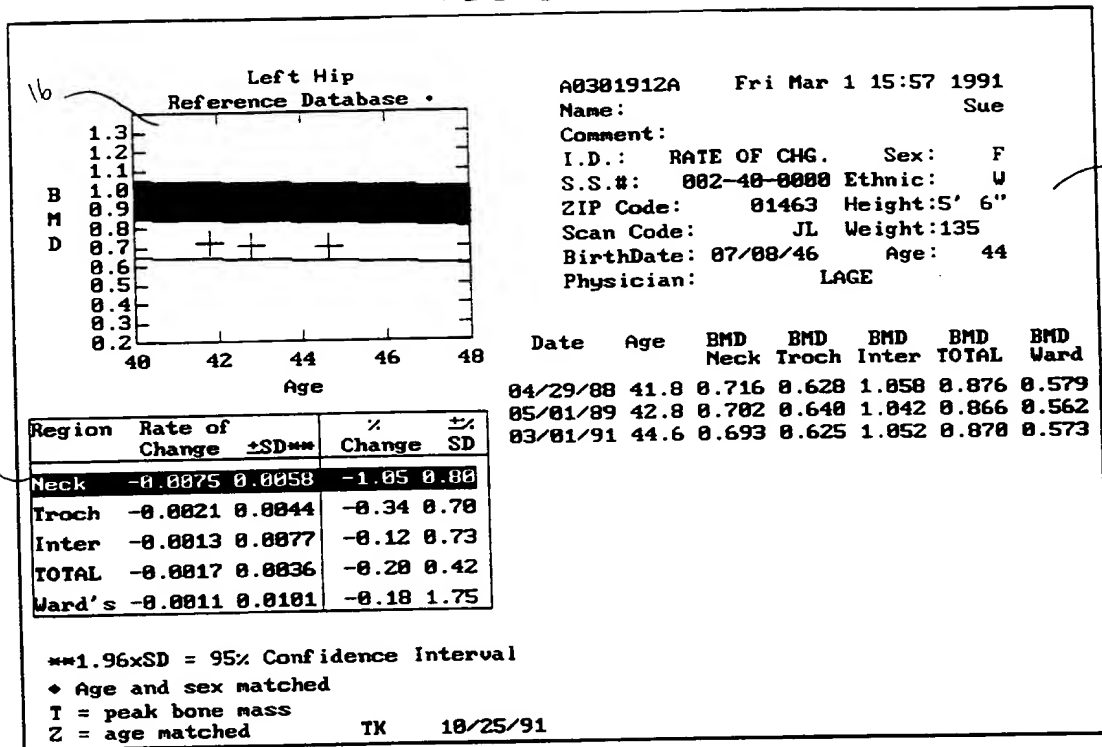 16
Left Hip
Reference Database •
1.3
1.2
1.1
1.0
0.9
0.8
0.7
0.6
0.5
0.4
0.3
0.2
B
M
D
40 42 44 46 48
Age
A0301912A Fri Mar 1 15:57 1991
Name: Sue
Comment:
I.D.: RATE OF CHG. Sex: F
S.S.#: 002-40-0000 Ethnic: W
ZIP Code: 01463 Height:5' 6"
Scan Code: JL Weight:135
BirthDate: 07/08/46 Age: 44
Physician: LAGE
Date Age BMD BMD BMD BMD BMD
Neck Troch Inter TOTAL Ward
04/29/88 41.8 0.716 0.628 1.058 0.876 0.579
05/01/89 42.8 0.702 0.640 1.042 0.866 0.562
03/01/91 44.6 0.693 0.625 1.052 0.870 0.573
Region Rate of % ±%
Change ±SD** Change SD
Neck -0.0075 0.0058 -1.05 0.80
Troch -0.0021 0.0044 -0.34 0.70
Inter -0.0013 0.0077 -0.12 0.73
TOTAL -0.0017 0.0036 -0.20 0.42
Ward's -0.0011 0.0101 -0.18 1.75
**1.96xSD = 95% Confidence Interval
♦ Age and sex matched
T = peak bone mass
Z = age matched TK 10/25/91